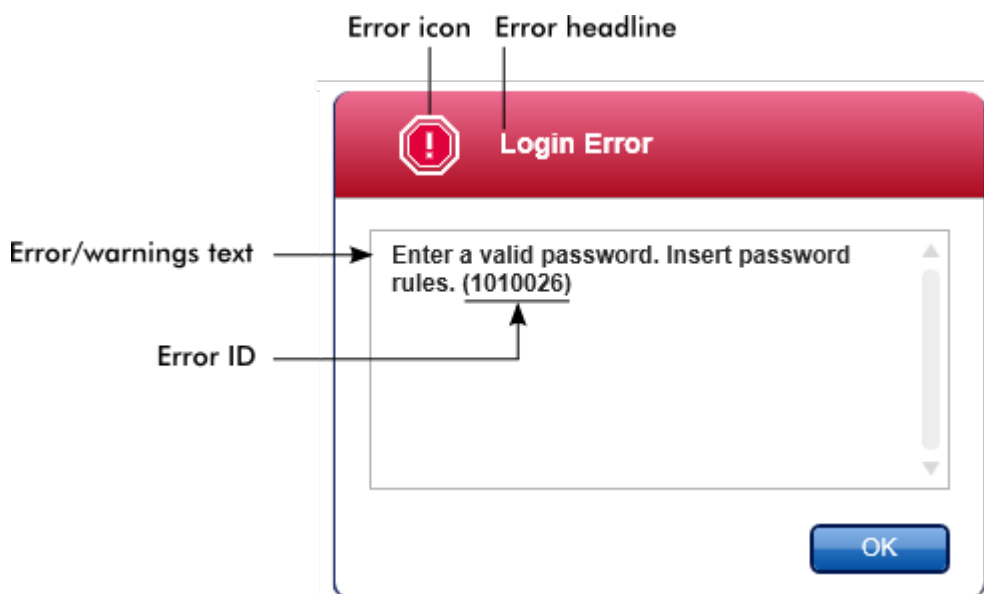 Error icon Error headline
Login Error
Error/warnings text
Enter a valid password. Insert password
rules. (1010026)
Error ID
OK